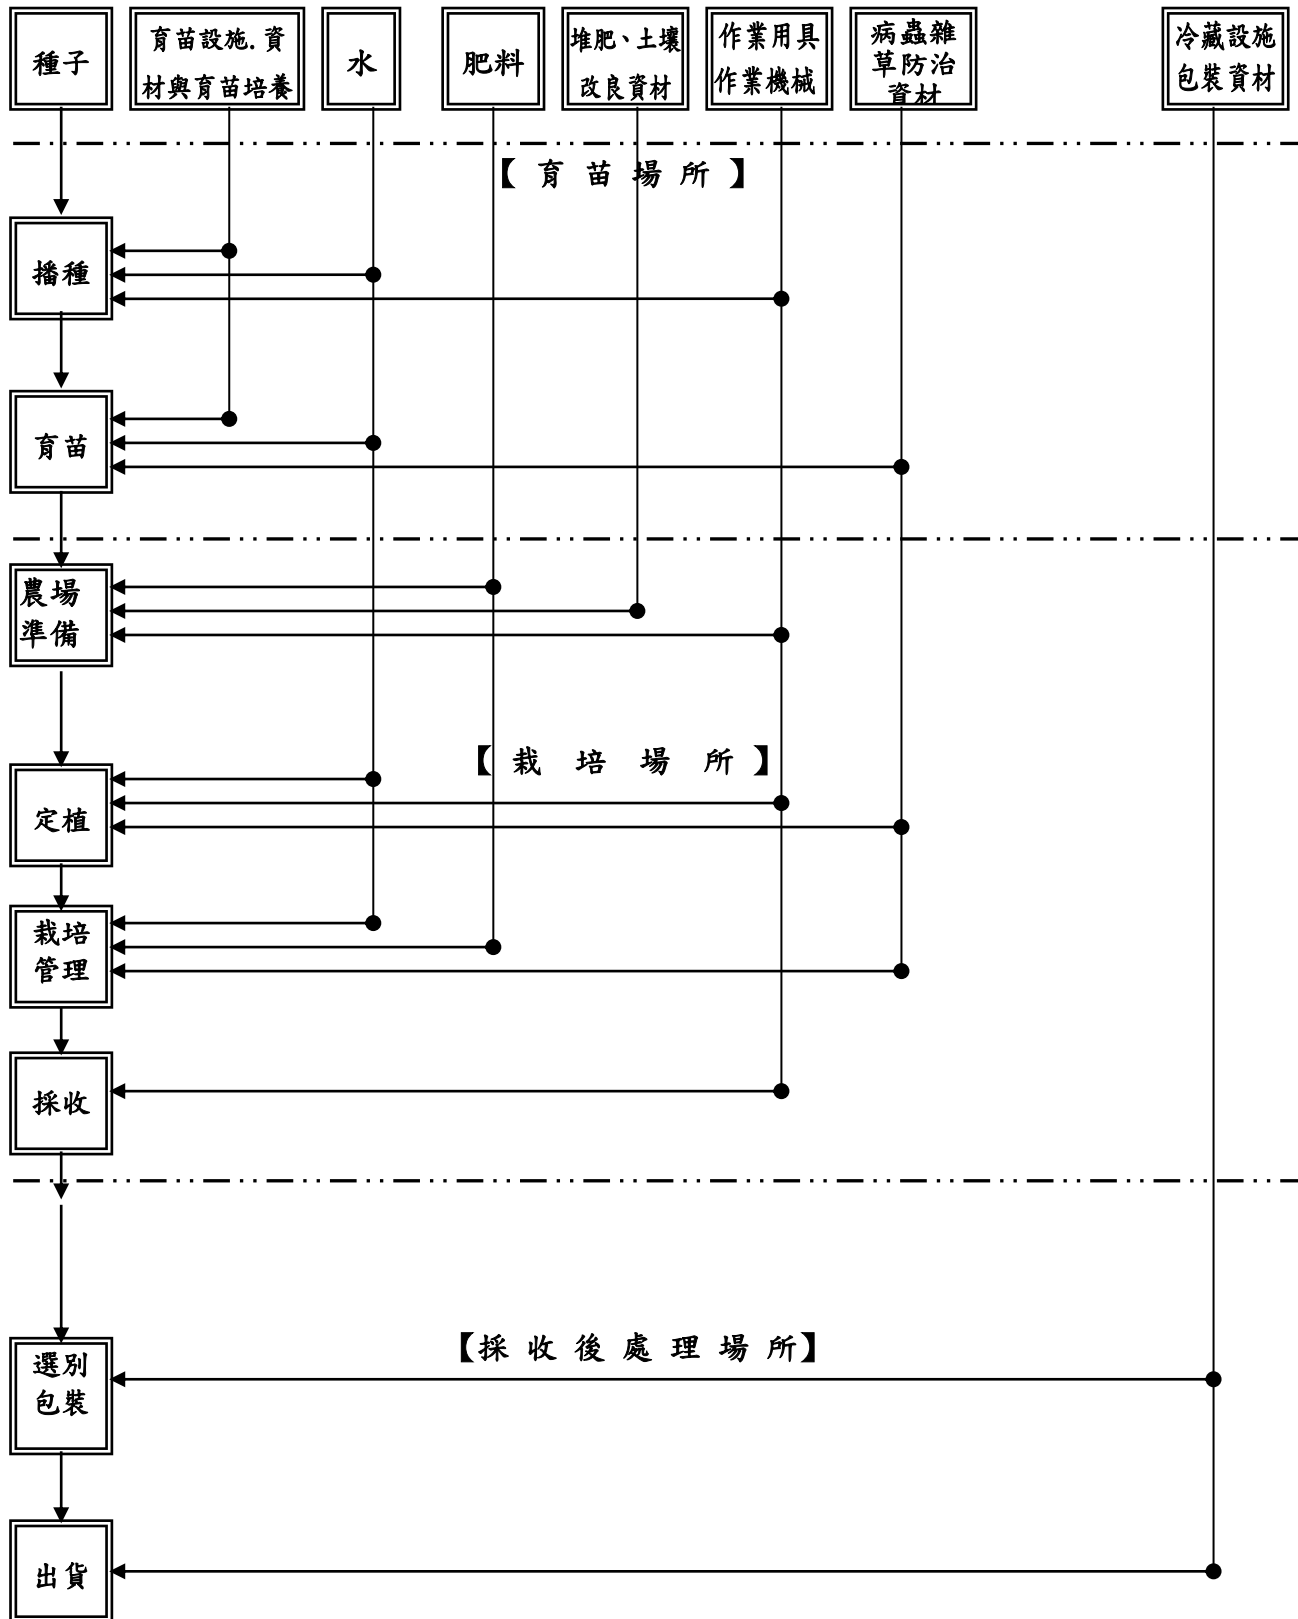 種子
育苗設施.資
材與育苗培養
水
肥料
堆肥、土壤
改良資材
作業用具
作業機械
病蟲雜
草防治
資材
冷藏設施
包裝資材
【育苗場所】
播種
育苗
農場
準備
【栽培場所】
定植
栽培
管理
採收
【採收後處理場所】
選別
包裝
出貨